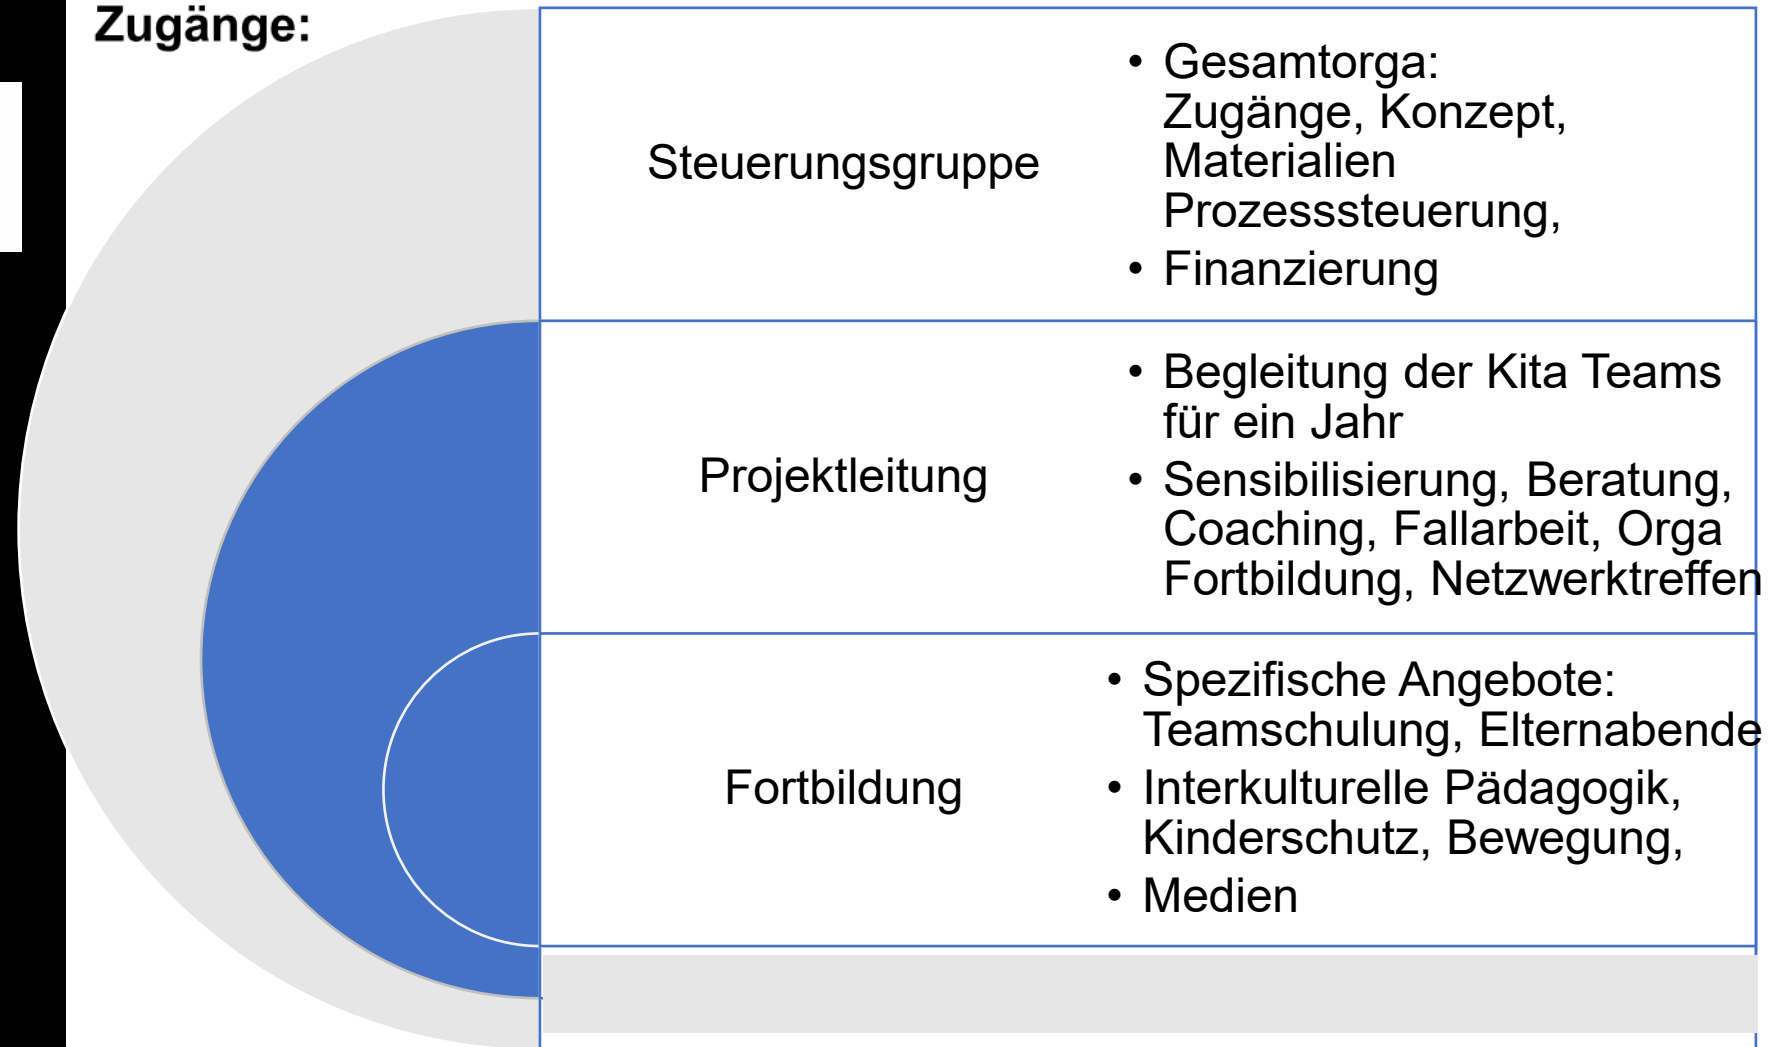 Zugänge:
Steuerungsgruppe
• Gesamtorga:
Zugänge, Konzept,
Materialien
Prozesssteuerung,
• Finanzierung
Projektleitung
• Begleitung der Kita Teams
für ein Jahr
• Sensibilisierung, Beratung,
Coaching, Fallarbeit, Orga
Fortbildung, Netzwerktreffen
Fortbildung
• Spezifische Angebote:
Teamschulung, Elternabende
• Interkulturelle Pädagogik,
Kinderschutz, Bewegung,
• Medien